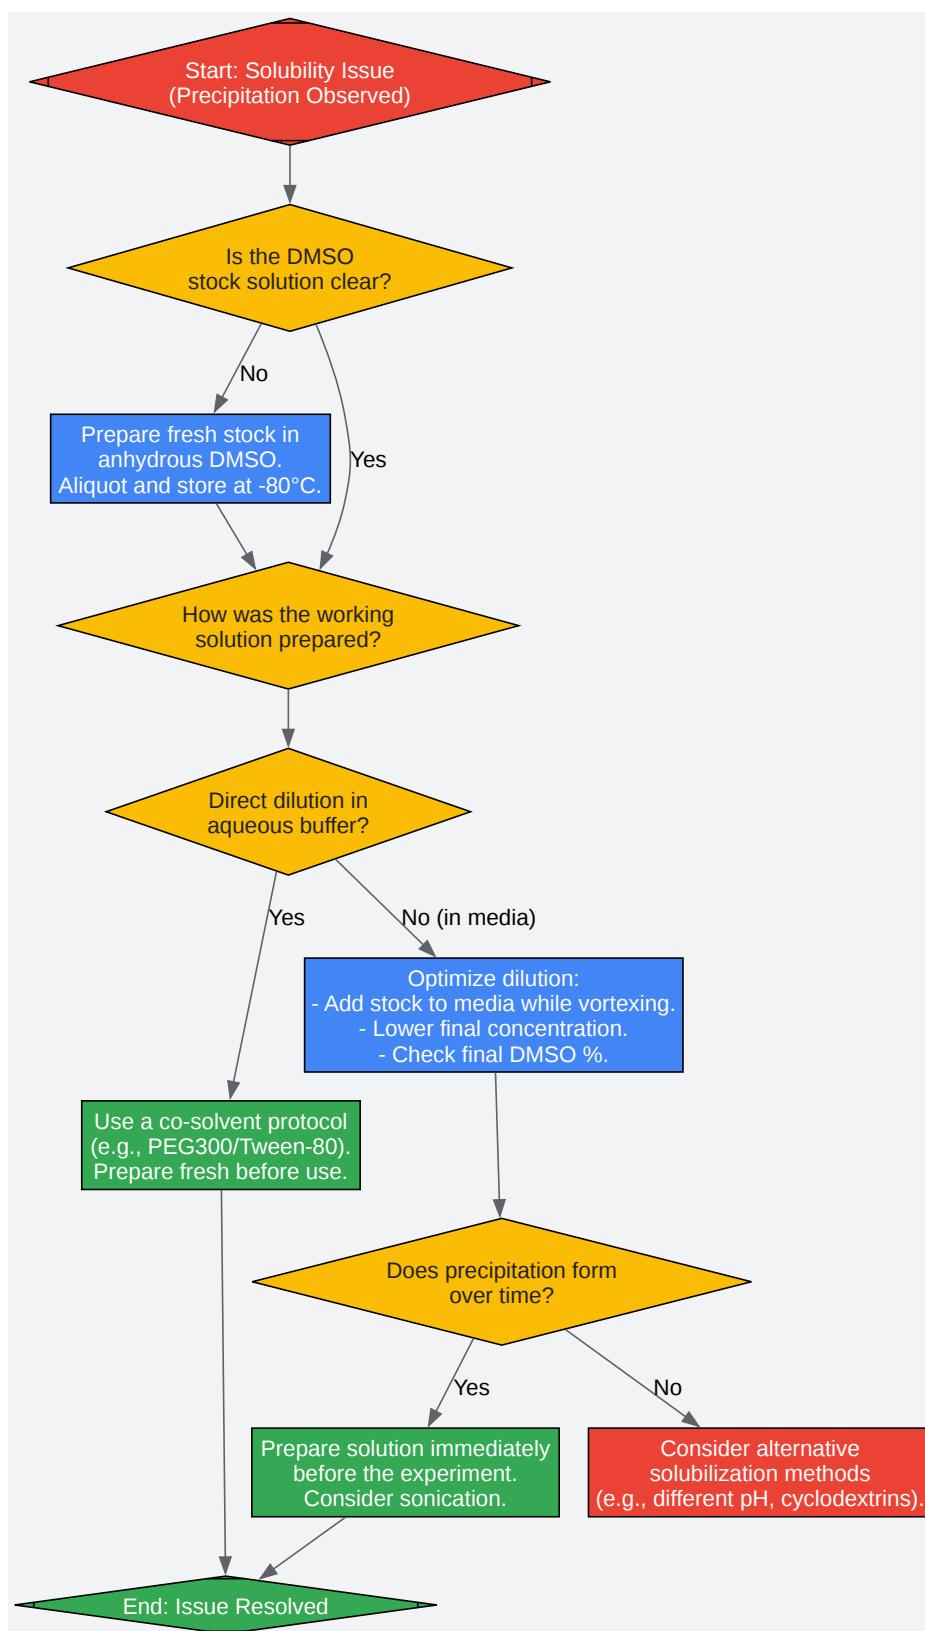 Start: Solubility Issue
(Precipitation Observed)
Is the DMSO
stock solution clear?
No
Yes
Prepare fresh stock in
anhydrous DMSO.
Aliquot and store at -80°C.
How was the working
solution prepared?
Direct dilution in
aqueous buffer?
Yes
No (in media)
Optimize dilution:
- Add stock to media while vortexing.
- Lower final concentration.
- Check final DMSO %.
Use a co-solvent protocol
(e.g., PEG300/Tween-80).
Prepare fresh before use.
Does precipitation form
over time?
Yes
No
Prepare solution immediately
before the experiment.
Consider sonication.
Consider alternative
solubilization methods
(e.g., different pH, cyclodextrins).
End: Issue Resolved